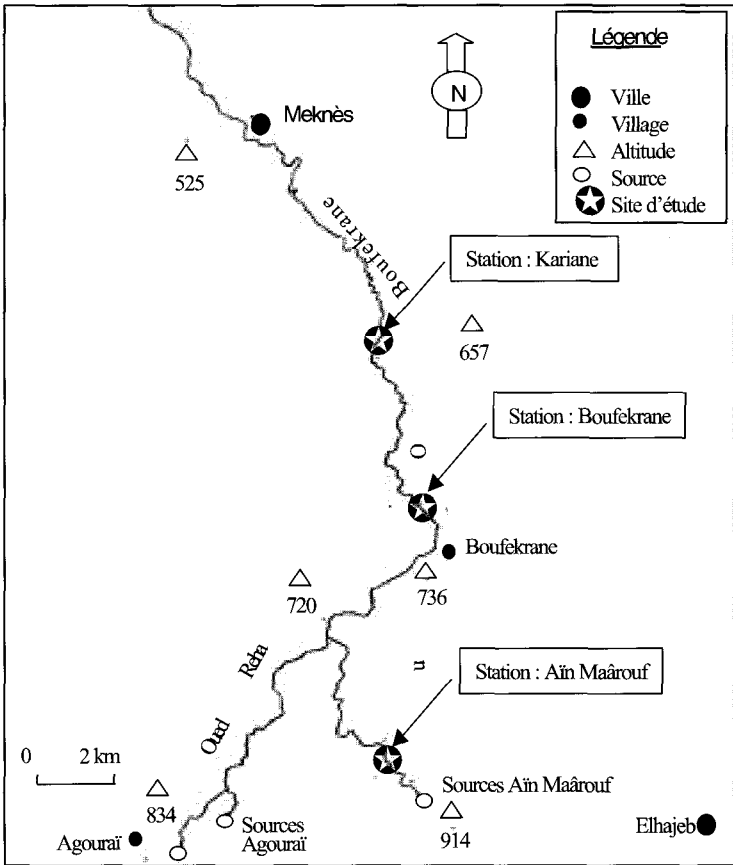 Légende
Ville
Village
Altitude
Source
Site d'étude
N
Meknès
525
Boufekrane
Station : Kariane
657
Station : Boufekrane
O
Boufekrane
720
736
Reha
Oued
n
Station : Aïn Maârouf
0 2 km
834
Sources Aïn Maârouf
Sources
Agouraï
Agouraï
914
Elhajeb